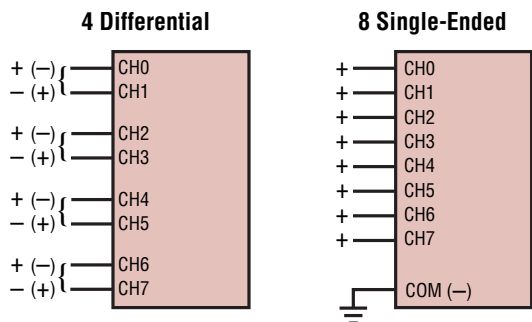 4 Differential
+ (–) { CH0
– (+) CH1
+ (–) { CH2
– (+) CH3
+ (–) { CH4
– (+) CH5
+ (–) { CH6
– (+) CH7
8 Single-Ended
+ CH0
+ CH1
+ CH2
+ CH3
+ CH4
+ CH5
+ CH6
+ CH7
COM (–)